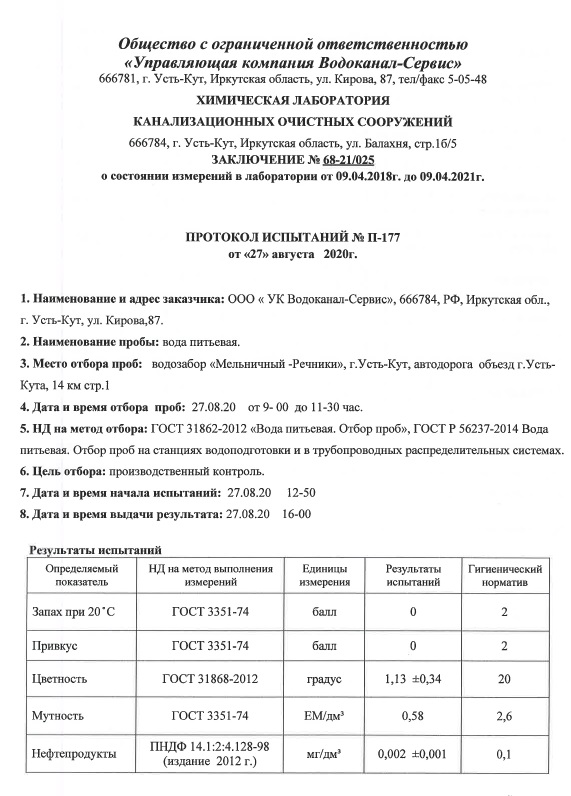 Общество с ограниченной ответственностью
«Управляющая компания Водоканал-Сервис»
666781, г. Усть-Кут, Иркутская область, ул. Кирова, 87, тел/факс 5-05-48
ХИМИЧЕСКАЯ ЛАБОРАТОРИЯ
КАНАЛИЗАЦИОННЫХ ОЧИСТНЫХ СООРУЖЕНИЙ
666784, г. Усть-Кут, Иркутская область, ул. Балахня, стр.1б/5
ЗАКЛЮЧЕНИЕ № 68-21/025
о состоянии измерений в лаборатории от 09.04.2018г. до 09.04.2021г.
ПРОТОКОЛ ИСПЫТАНИЙ № П-177
от «27» августа 2020г.
1. Наименование и адрес заказчика: ООО « УК Водоканал-Сервис», 666784, РФ, Иркутская обл.,
г. Усть-Кут, ул. Кирова,87.
2. Наименование пробы: вода питьевая.
3. Место отбора проб: водозабор «Мельничный -Речники», г.Усть-Кут, автодорога объезд г.Усть-
Кута, 14 км стр.1
4. Дата и время отбора проб: 27.08.20 от 9- 00 до 11-30 час.
5. НД на метод отбора: ГОСТ 31862-2012 «Вода питьевая. Отбор проб», ГОСТ Р 56237-2014 Вода
питьевая. Отбор проб на станциях водоподготовки и в трубопроводных распределительных системах.
6. Цель отбора: производственный контроль.
7. Дата и время начала испытаний: 27.08.20 12-50
8. Дата и время выдачи результата: 27.08.20 16-00
Результаты испытаний
Определяемый показатель НД на метод выполнения измерений Единицы измерения Результаты испытаний Гигиенический норматив
Запах при 20˚С ГОСТ 3351-74 балл 0 2
Привкус ГОСТ 3351-74 балл 0 2
Цветность ГОСТ 31868-2012 градус 1,13 ±0,34 20
Мутность ГОСТ 3351-74 ЕМ/дм³ 0,58 2,6
Нефтепродукты ПНДФ 14.1:2:4.128-98 (издание 2012 г.) мг/дм³ 0,002 ±0,001 0,1